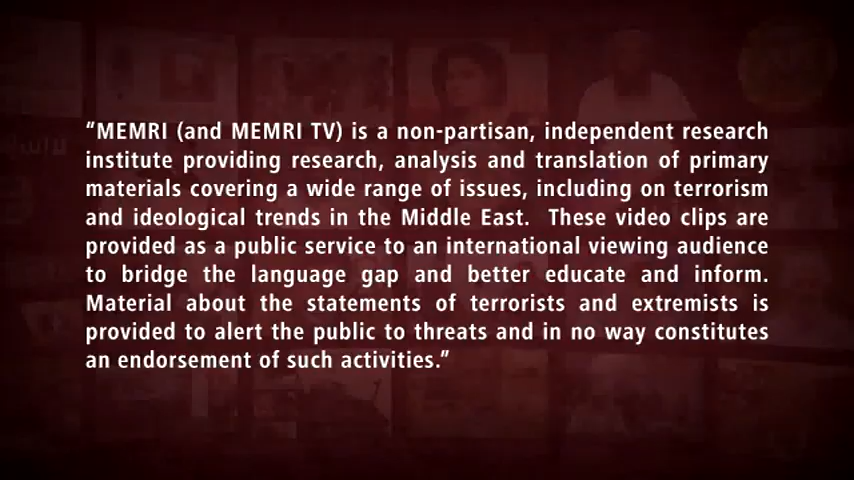 “MEMRI (and MEMRI TV) is a non-partisan, independent research
institute providing research, analysis and translation of primary
materials covering a wide range of issues, including on terrorism
and ideological trends in the Middle East. These video clips are
provided as a public service to an international viewing audience
to bridge the language gap and better educate and inform.
Material about the statements of terrorists and extremists is
provided to alert the public to threats and in no way constitutes
an endorsement of such activities.”